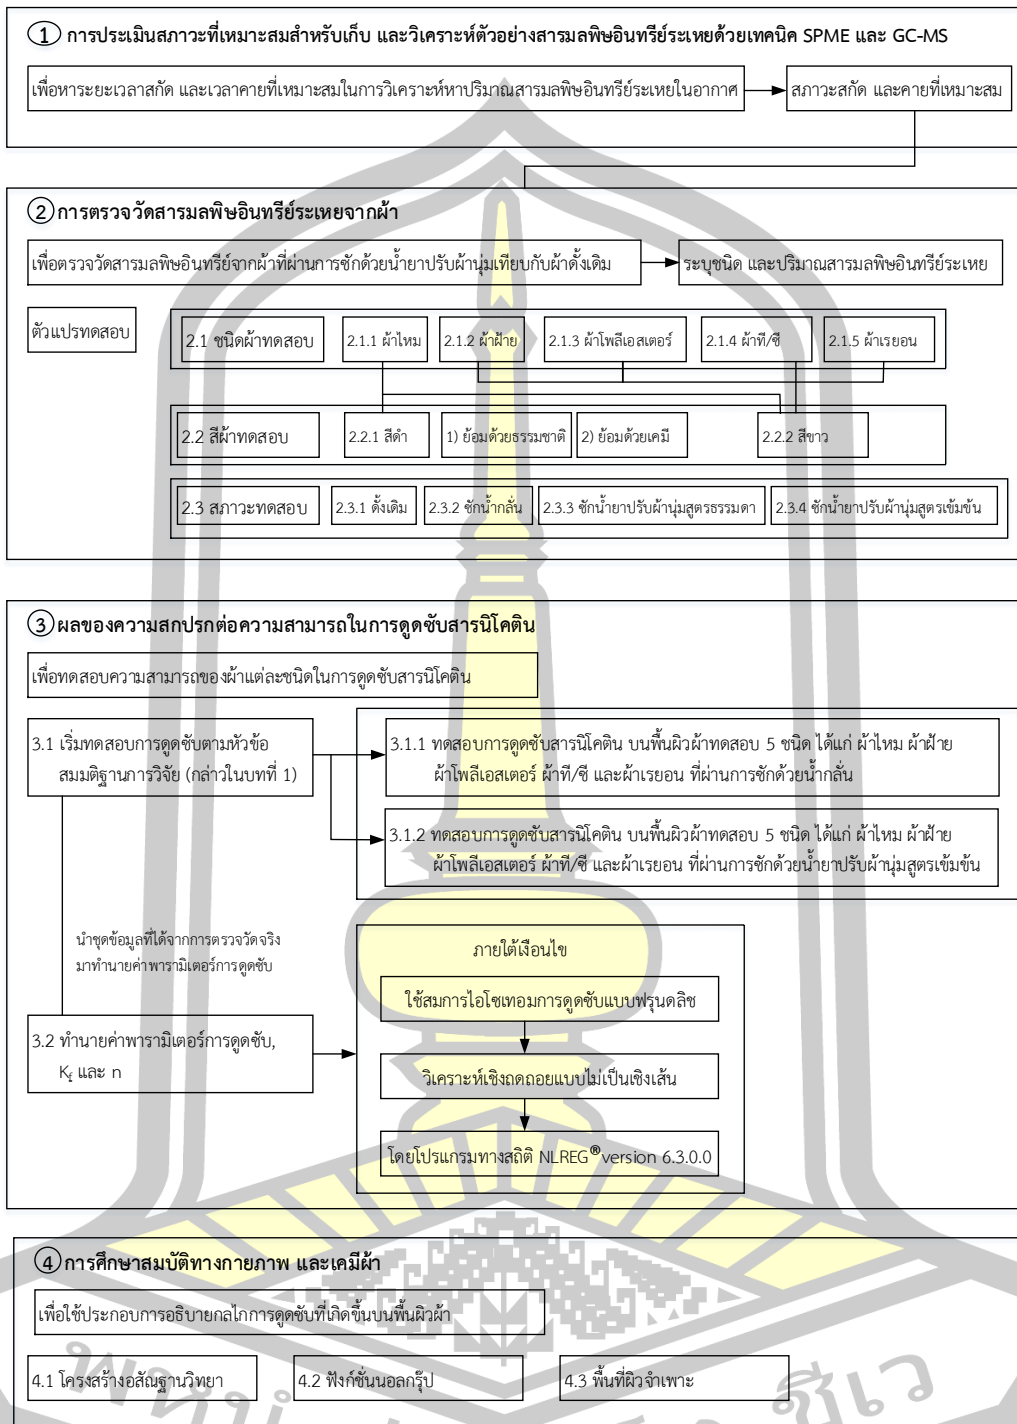 1 การประเมินสภาวะที่เหมาะสมสำหรับเก็บ และวิเคราะห์ตัวอย่างสารมลพิษอินทรีย์ระเหยด้วยเทคนิค SPME และ GC-MS
เพื่อหาระยะเวลาสกัด และเวลาคายที่เหมาะสมในการวิเคราะห์หาปริมาณสารมลพิษอินทรีย์ระเหยในอากาศ
สภาวะสกัด และคายที่เหมาะสม
2 การตรวจวัดสารมลพิษอินทรีย์ระเหยจากผ้า
เพื่อตรวจวัดสารมลพิษอินทรีย์จากผ้าที่ผ่านการซักด้วยน้ำยาปรับผ้านุ่มเทียบกับผ้าดั้งเดิม
ระบุชนิด และปริมาณสารมลพิษอินทรีย์ระเหย
ตัวแปรทดสอบ
2.1 ชนิดผ้าทดสอบ
2.1.1 ผ้าไหม
2.1.2 ผ้าฝ้าย
2.1.3 ผ้าโพลีเอสเตอร์
2.1.4 ผ้าที/ซี
2.1.5 ผ้าเรยอน
2.2 สีผ้าทดสอบ
2.2.1 สีดำ
1) ย้อมด้วยธรรมชาติ
2) ย้อมด้วยเคมี
2.2.2 สีขาว
2.3 สภาวะทดสอบ
2.3.1 ดั้งเดิม
2.3.2 ซักน้ำกลั่น
2.3.3 ซักน้ำยาปรับผ้านุ่มสูตรธรรมดา
2.3.4 ซักน้ำยาปรับผ้านุ่มสูตรเข้มข้น
3 ผลของความสกปรกต่อความสามารถในการดูดซับสารนิโคติน
เพื่อทดสอบความสามารถของผ้าแต่ละชนิดในการดูดซับสารนิโคติน
3.1 เริ่มทดสอบการดูดซับตามหัวข้อ
สมมติฐานการวิจัย (กล่าวในบทที่ 1)
3.1.1 ทดสอบการดูดซับสารนิโคติน บนพื้นผิวผ้าทดสอบ 5 ชนิด ได้แก่ ผ้าไหม ผ้าฝ้าย
ผ้าโพลีเอสเตอร์ ผ้าที/ซี และผ้าเรยอน ที่ผ่านการซักด้วยน้ำกลั่น
3.1.2 ทดสอบการดูดซับสารนิโคติน บนพื้นผิวผ้าทดสอบ 5 ชนิด ได้แก่ ผ้าไหม ผ้าฝ้าย
ผ้าโพลีเอสเตอร์ ผ้าที/ซี และผ้าเรยอน ที่ผ่านการซักด้วยน้ำยาปรับผ้านุ่มสูตรเข้มข้น
นำชุดข้อมูลที่ได้จากการตรวจวัดจริง
มาทำนายค่าพารามิเตอร์การดูดซับ
3.2 ทำนายค่าพารามิเตอร์การดูดซับ,
K<sub>f</sub> และ n
ภายใต้เงื่อนไข
ใช้สมการไอโซเทอมการดูดซับแบบฟรุนดลิช
วิเคราะห์เชิงถดถอยแบบไม่เป็นเชิงเส้น
โดยโปรแกรมทางสถิติ NLREG® version 6.3.0.0
4 การศึกษาสมบัติทางกายภาพ และเคมีผ้า
เพื่อใช้ประกอบการอธิบายกลไกการดูดซับที่เกิดขึ้นบนพื้นผิวผ้า
4.1 โครงสร้างอสัณฐานวิทยา
4.2 ฟังก์ชั่นนอลกรุ๊ป
4.3 พื้นที่ผิวจำเพาะ